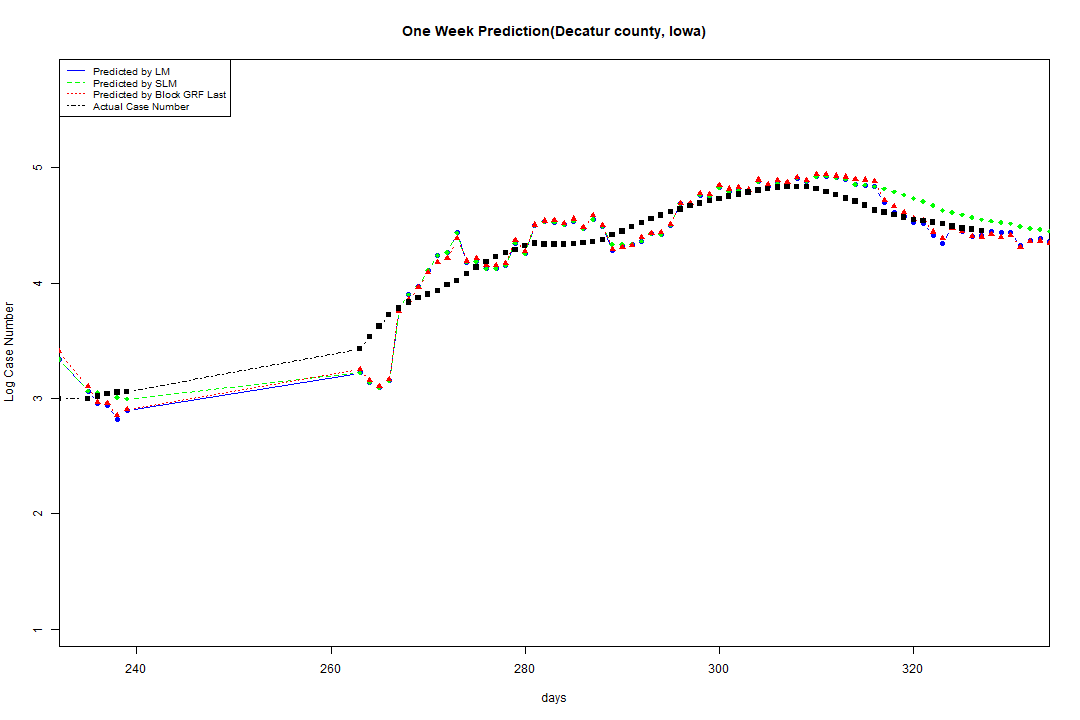 One Week Prediction(Decatur county, Iowa)
Predicted by LM
Predicted by SLM
Predicted by Block GRF Last
Actual Case Number
5
4
3
2
1
Log Case Number
240 260 280 300 320
days